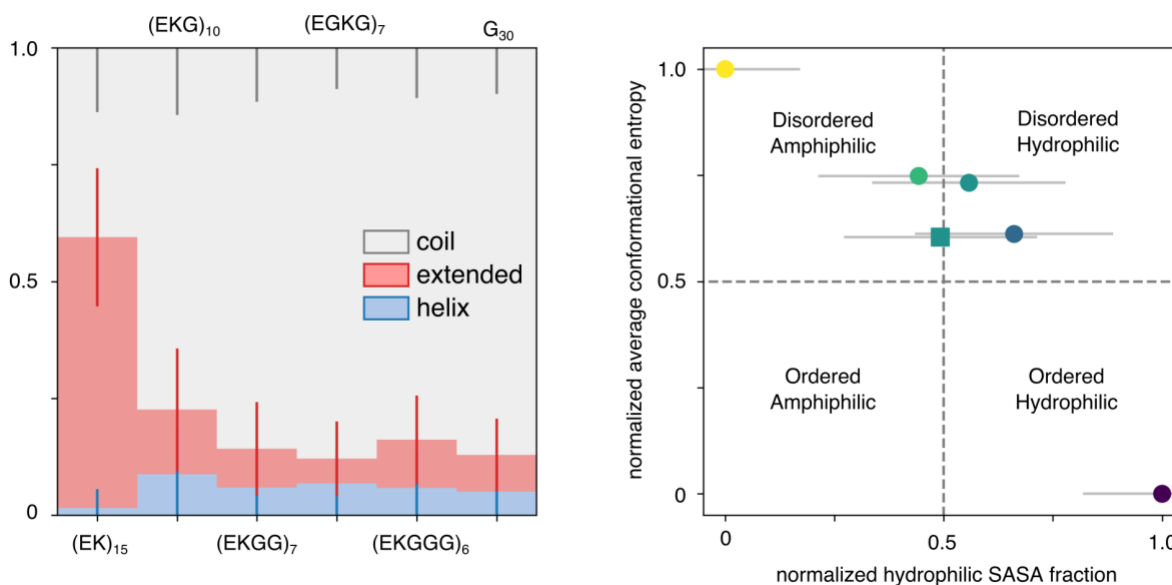 (EKG)₁₀
(EGKG)₇
G₃₀
1.0
0.5
0
coil
extended
helix
(EK)₁₅
(EKGG)₇
(EKGGG)₆
normalized average conformational entropy
1.0
0.5
0
Disordered
Amphiphilic
Disordered
Hydrophilic
Ordered
Amphiphilic
Ordered
Hydrophilic
0
0.5
1.0
normalized hydrophilic SASA fraction